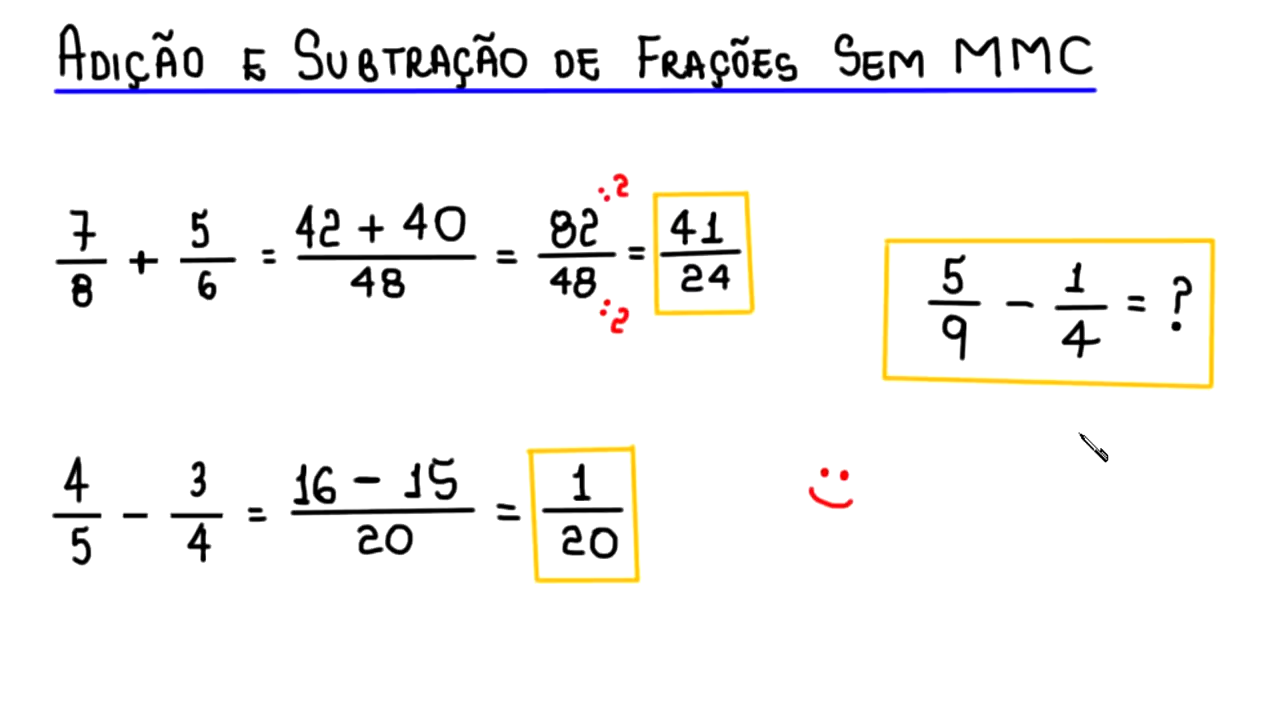 ADIÇÃO E SUBTRAÇÃO DE FRAÇÕES SEM MMC
7/8 + 5/6 = (42 + 40)/48 = 82:2/48:2 = 41/24
5/9 - 1/4 = ?
4/5 - 3/4 = (16 - 15)/20 = 1/20